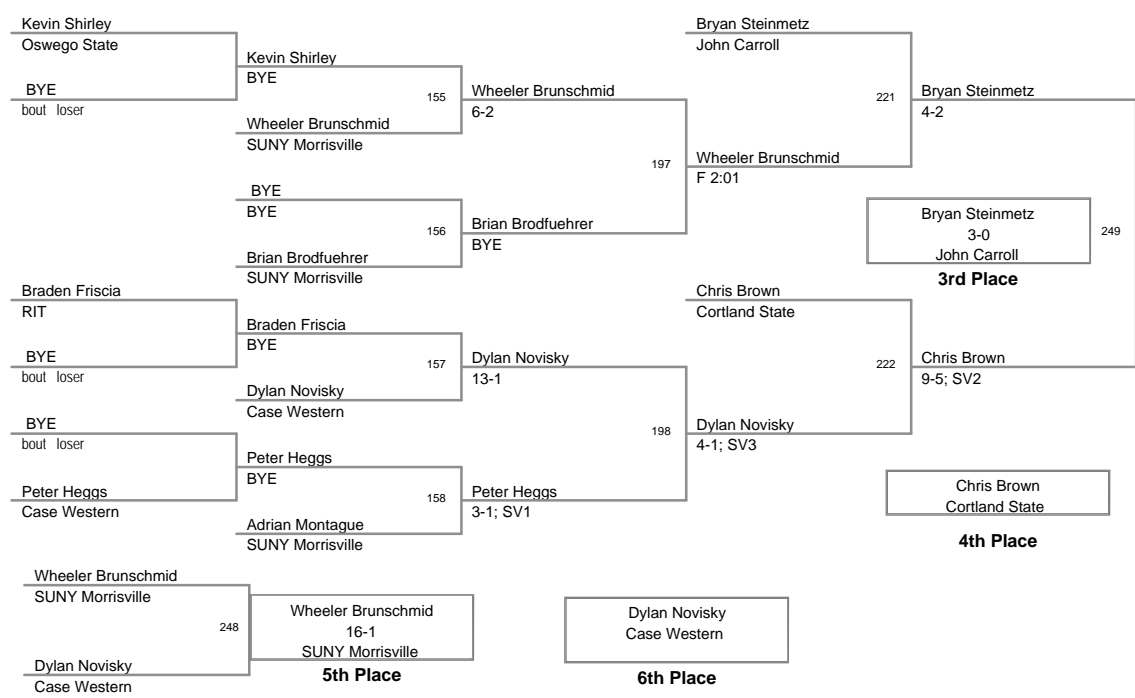 Kevin Shirley
Oswego State
BYE
bout loser
Kevin Shirley
BYE
155
Wheeler Brunschmid
SUNY Morrisville
Wheeler Brunschmid
6-2
BYE
BYE
156
Brian Brodfuehrer
SUNY Morrisville
Brian Brodfuehrer
BYE
197
Wheeler Brunschmid
F 2:01
Bryan Steinmetz
John Carroll
221
Bryan Steinmetz
4-2
Bryan Steinmetz
3-0
John Carroll
249
3rd Place
Braden Friscia
RIT
BYE
bout loser
BYE
bout loser
Peter Heggs
Case Western
Braden Friscia
BYE
157
Dylan Novisky
Case Western
Peter Heggs
BYE
158
Adrian Montague
SUNY Morrisville
Dylan Novisky
13-1
198
Peter Heggs
3-1; SV1
Chris Brown
Cortland State
222
Dylan Novisky
4-1; SV3
Chris Brown
9-5; SV2
Chris Brown
Cortland State
4th Place
Wheeler Brunschmid
SUNY Morrisville
248
Dylan Novisky
Case Western
Wheeler Brunschmid
16-1
SUNY Morrisville
5th Place
Dylan Novisky
Case Western
6th Place